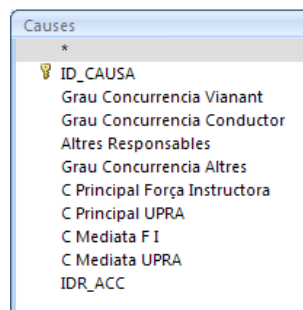 Causes
*
ID_CAUSA
Grau Concurrencia Vianant
Grau Concurrencia Conductor
Altres Responsables
Grau Concurrencia Altres
C Principal Força Instructora
C Principal UPRA
C Mediata F I
C Mediata UPRA
IDR_ACC